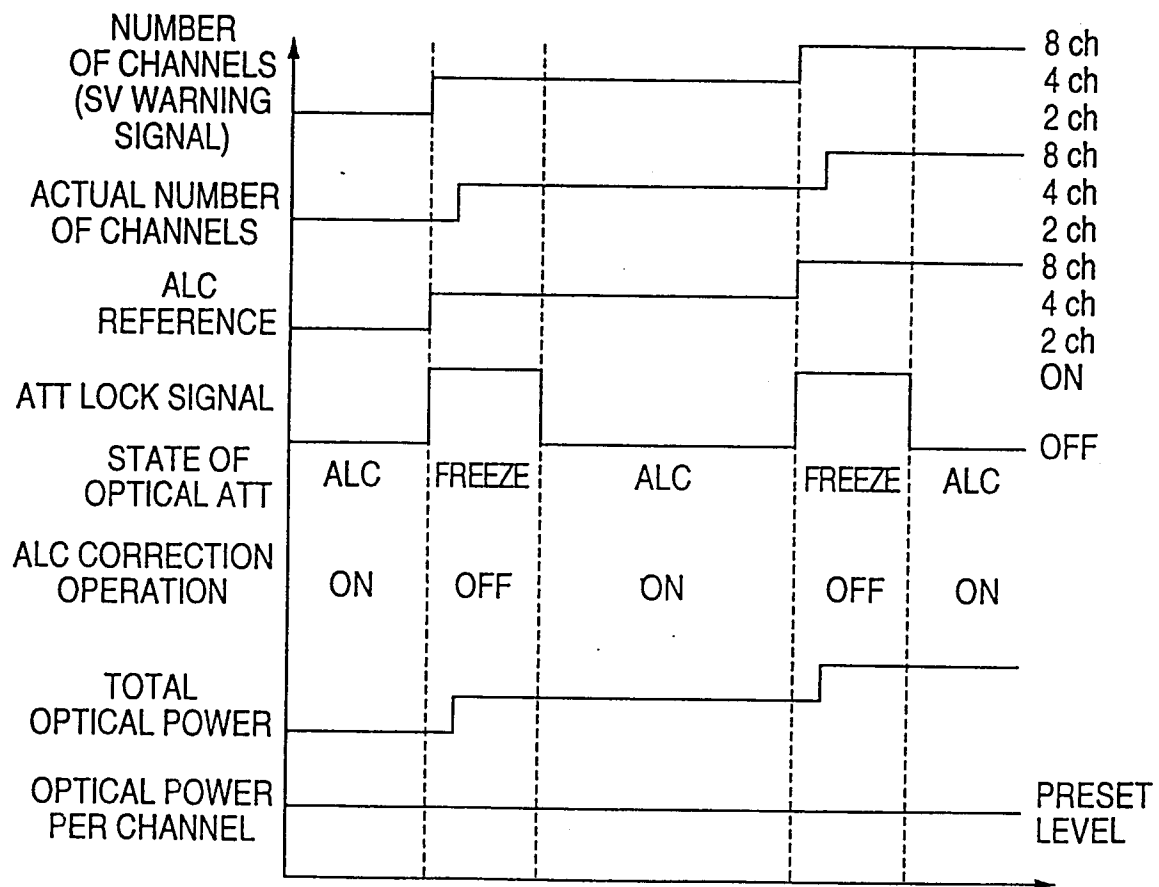 NUMBER
OF CHANNELS
(SV WARNING
SIGNAL)
8 ch
4 ch
2 ch
ACTUAL NUMBER
OF CHANNELS
8 ch
4 ch
2 ch
ALC
REFERENCE
8 ch
4 ch
2 ch
ATT LOCK SIGNAL
ON
OFF
STATE OF
OPTICAL ATT
ALC
FREEZE
ALC
FREEZE
ALC
ALC CORRECTION
OPERATION
ON
OFF
ON
OFF
ON
TOTAL
OPTICAL POWER
OPTICAL POWER
PER CHANNEL
PRESET
LEVEL